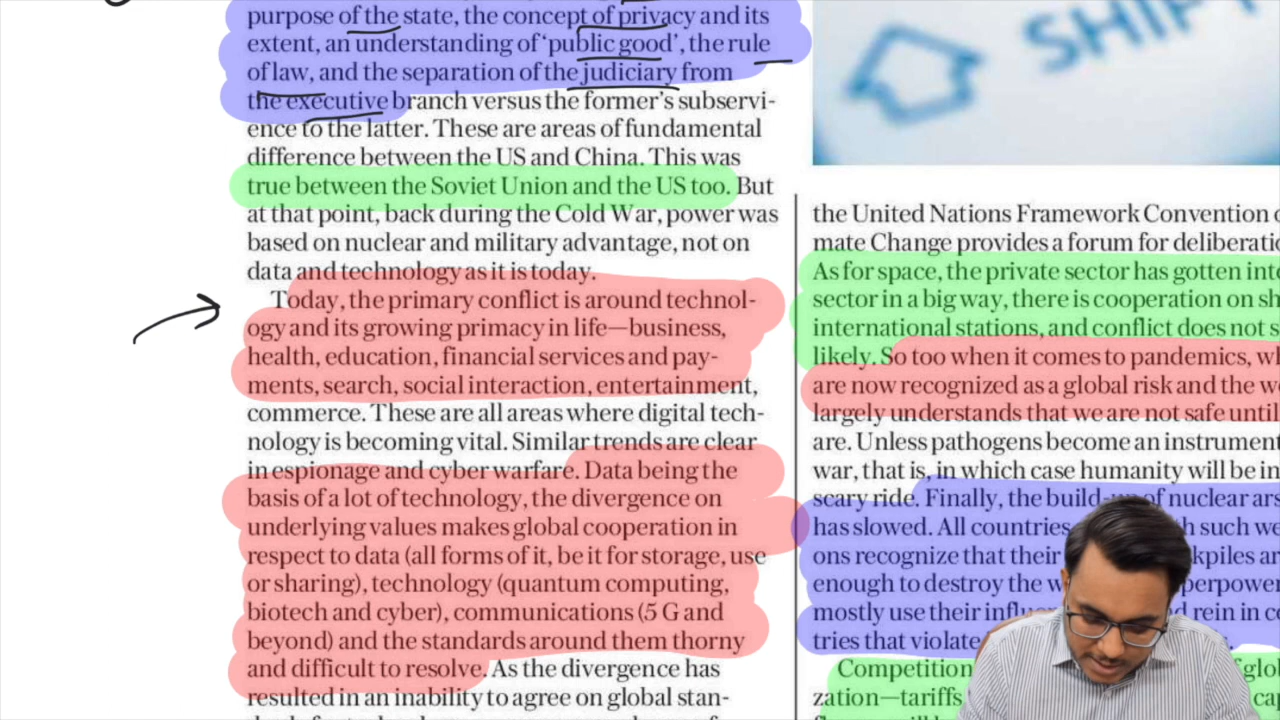 purpose of the state, the concept of privacy and its
extent, an understanding of ‘public good’, the rule
of law, and the separation of the judiciary from
the executive branch versus the former’s subservi-
ence to the latter. These are areas of fundamental
difference between the US and China. This was
true between the Soviet Union and the US too. But
at that point, back during the Cold War, power was
based on nuclear and military advantage, not on
data and technology as it is today.
Today, the primary conflict is around technol-
ogy and its growing primacy in life—business,
health, education, financial services and pay-
ments, search, social interaction, entertainment,
commerce. These are all areas where digital tech-
nology is becoming vital. Similar trends are clear
in espionage and cyber warfare. Data being the
basis of a lot of technology, the divergence on
underlying values makes global cooperation in
respect to data (all forms of it, be it for storage, use
or sharing), technology (quantum computing,
biotech and cyber), communications (5 G and
beyond) and the standards around them thorny
and difficult to resolve. As the divergence has
resulted in an inability to agree on global stan-
SHIFT
the United Nations Framework Convention
mate Change provides a forum for
As for space, the private sector has gotten
sector in a big way, there is cooperation on
international stations, and conflict does not
likely. So too when it comes to pandemics,
are now recognized as a global risk and the
largely understands that we are not safe until
are. Unless pathogens become an instrument
war, that is, in which case humanity will be in
scary ride. Finally, the build-up of nuclear
has slowed. All countries such
ons recognize that their
enough to destroy the
mostly use their rein in
tries that violate
Competition
zation—tariffs